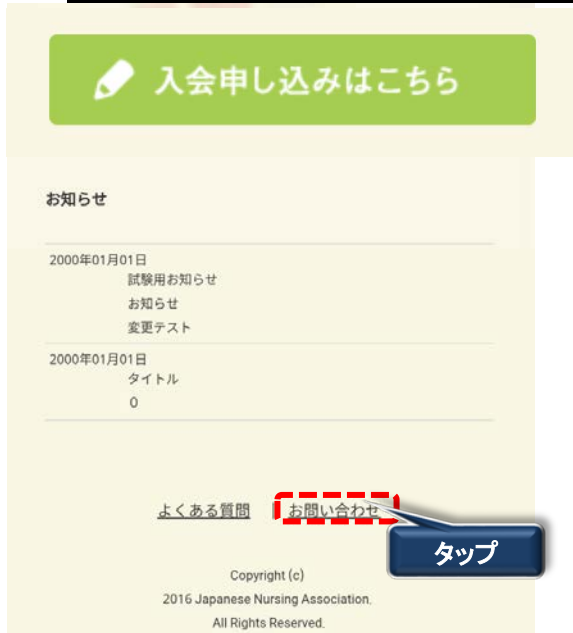 入会申し込みはこちら
お知らせ
2000年01月01日
試験用お知らせ
お知らせ
変更テスト
2000年01月01日
タイトル
0
よくある質問 お問い合わせ
タップ
Copyright (c)
2016 Japanese Nursing Association.
All Rights Reserved.